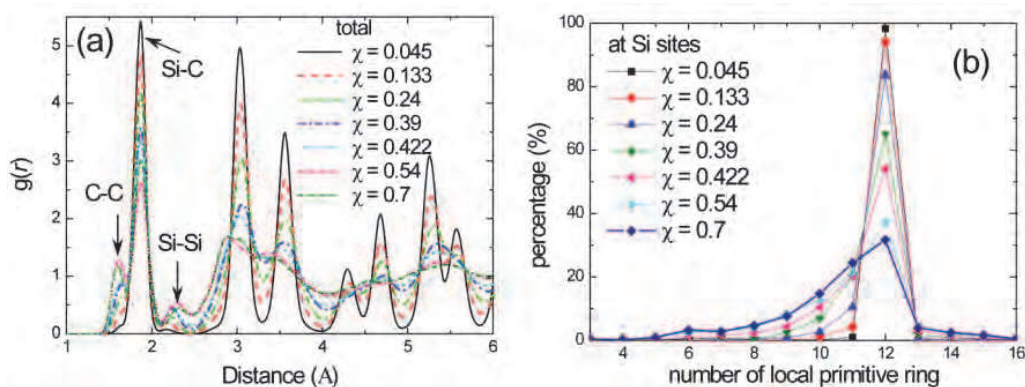 (a)
total
χ = 0.045
χ = 0.133
χ = 0.24
χ = 0.39
χ = 0.422
χ = 0.54
χ = 0.7
Si-C
C-C
Si-Si
5
4
3
2
1
0
g(r)
1 2 3 4 5 6
Distance (A)
(b)
at Si sites
χ = 0.045
χ = 0.133
χ = 0.24
χ = 0.39
χ = 0.422
χ = 0.54
χ = 0.7
100
80
60
40
20
0
percentage (%)
4 6 8 10 12 14 16
number of local primitive ring